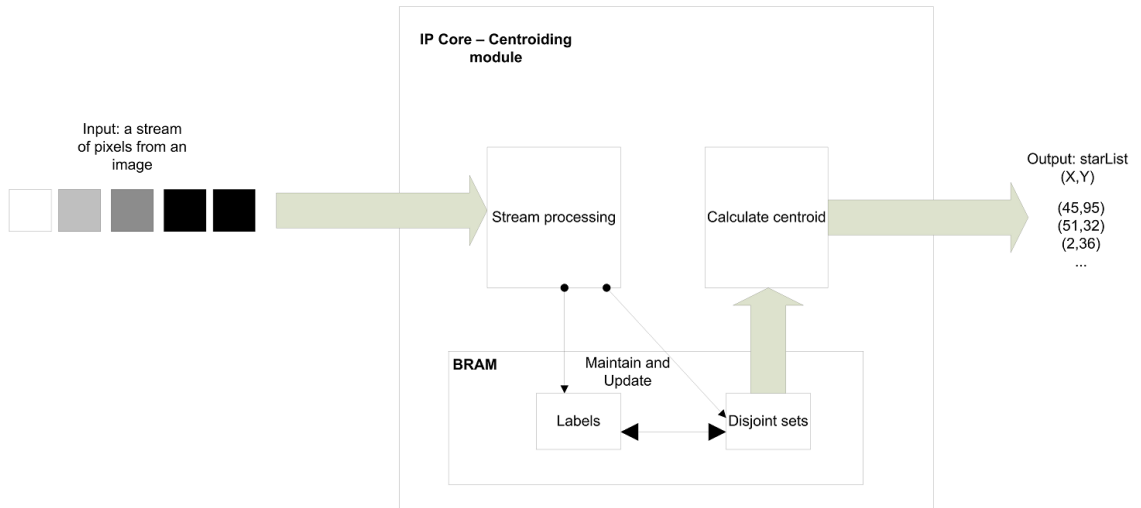 IP Core – Centroiding
module
Input: a stream
of pixels from an
image
Stream processing
Calculate centroid
Output: starList
(X,Y)
(45,95)
(51,32)
(2,36)
...
BRAM
Maintain and
Update
Labels
Disjoint sets